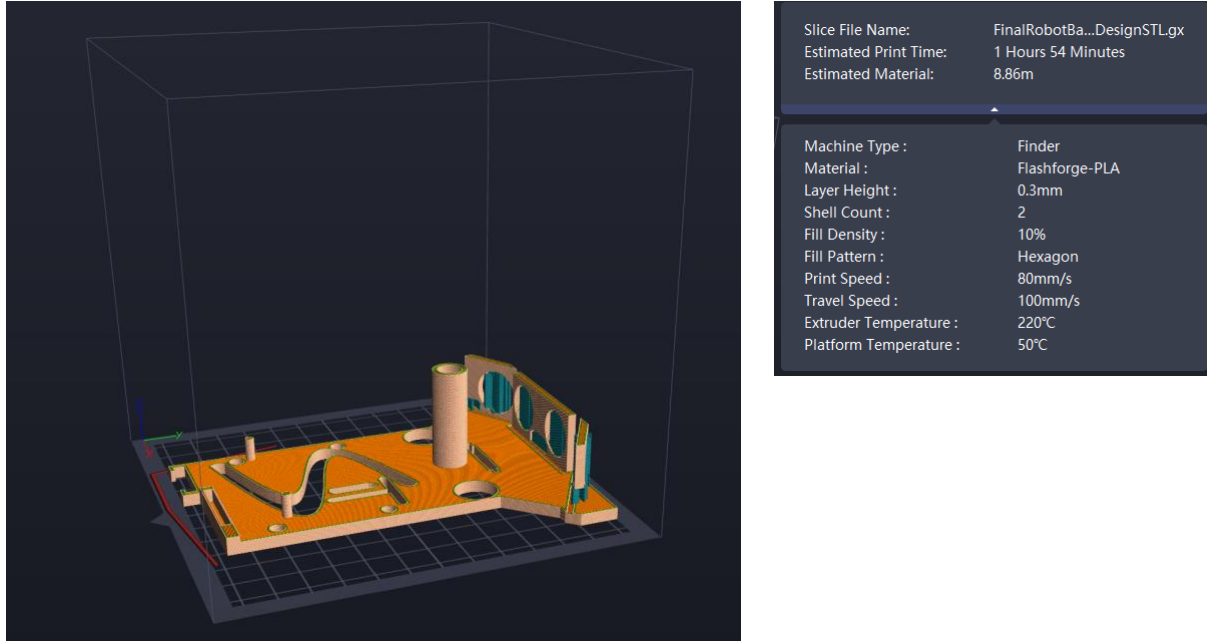 Slice File Name: FinalRobotBa...DesignSTL.gx
Estimated Print Time: 1 Hours 54 Minutes
Estimated Material: 8.86m
Machine Type : Finder
Material : Flashforge-PLA
Layer Height : 0.3mm
Shell Count : 2
Fill Density : 10%
Fill Pattern : Hexagon
Print Speed : 80mm/s
Travel Speed : 100mm/s
Extruder Temperature : 220℃
Platform Temperature : 50℃